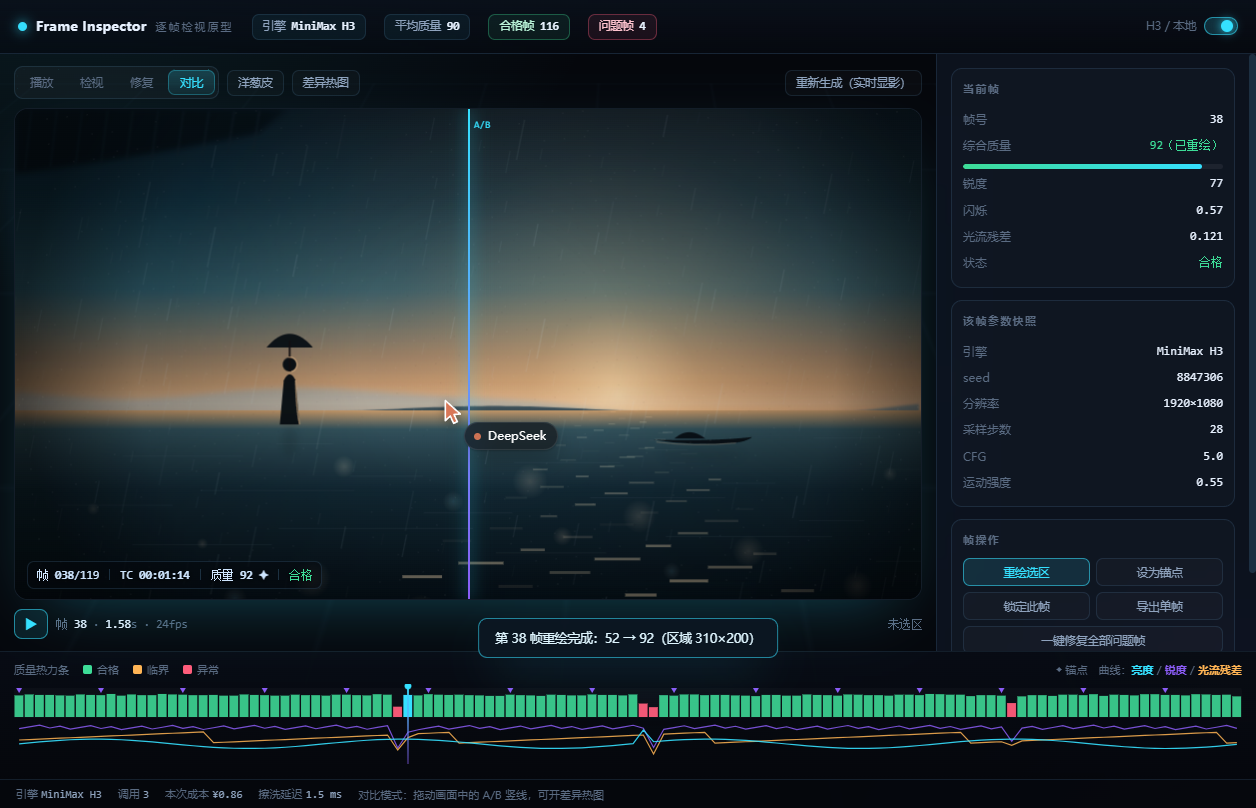 Frame Inspector 逐帧检视原型 引擎 MiniMax H3 平均质量 90 合格帧 116 问题帧 4 H3 / 本地
播放 检视 修复 对比 洋葱皮 差异热图 重新生成（实时显影）
A/B
DeepSeek
帧 038/119 TC 00:01:14 质量 92 ✦ 合格
帧 38 · 1.58s · 24fps 未选区
第 38 帧重绘完成：52 → 92（区域 310×200）
当前帧
帧号 38
综合质量 92（已重绘）
锐度 77
闪烁 0.57
光流残差 0.121
状态 合格
该帧参数快照
引擎 MiniMax H3
seed 8847306
分辨率 1920×1080
采样步数 28
CFG 5.0
运动强度 0.55
帧操作
重绘选区 设为锚点
锁定此帧 导出单帧
一键修复全部问题帧
质量热力条 合格 临界 异常 ✦ 锚点 曲线: 亮度 / 锐度 / 光流残差
引擎 MiniMax H3 调用 3 本次成本 ¥0.86 擦洗延迟 1.5 ms 对比模式：拖动画面中的 A/B 竖线，可开差异热图